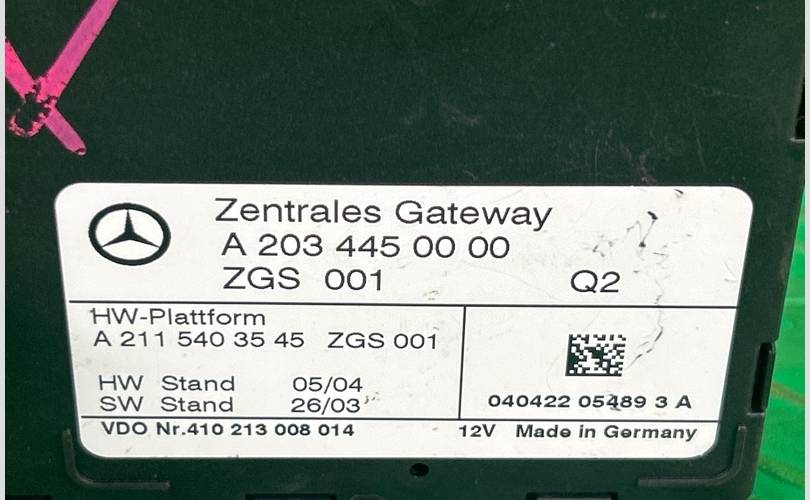 Zentrales Gateway
A 203 445 00 00
ZGS 001 Q2
HW-Plattform
A 211 540 35 45 ZGS 001
HW Stand 05/04
SW Stand 26/03
040422 05489 3 A
VDO Nr.410 213 008 014 12V Made in Germany